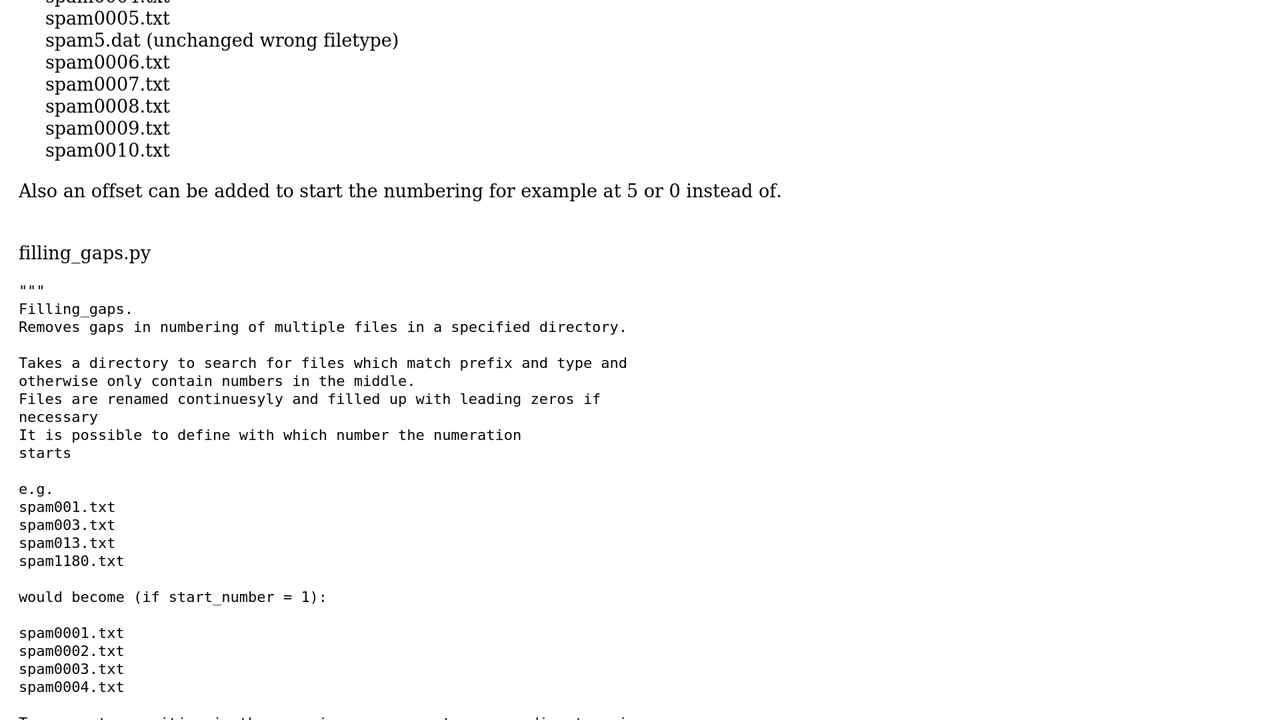 spam0005.txt
spam5.dat (unchanged wrong filetype)
spam0006.txt
spam0007.txt
spam0008.txt
spam0009.txt
spam0010.txt
Also an offset can be added to start the numbering for example at 5 or 0 instead of.
filling_gaps.py
"""
Filling_gaps.
Removes gaps in numbering of multiple files in a specified directory.
Takes a directory to search for files which match prefix and type and
otherwise only contain numbers in the middle.
Files are renamed continuesyly and filled up with leading zeros if
necessary
It is possible to define with which number the numeration
starts
e.g.
spam001.txt
spam003.txt
spam013.txt
spam1180.txt
would become (if start_number = 1):
spam0001.txt
spam0002.txt
spam0003.txt
spam0004.txt